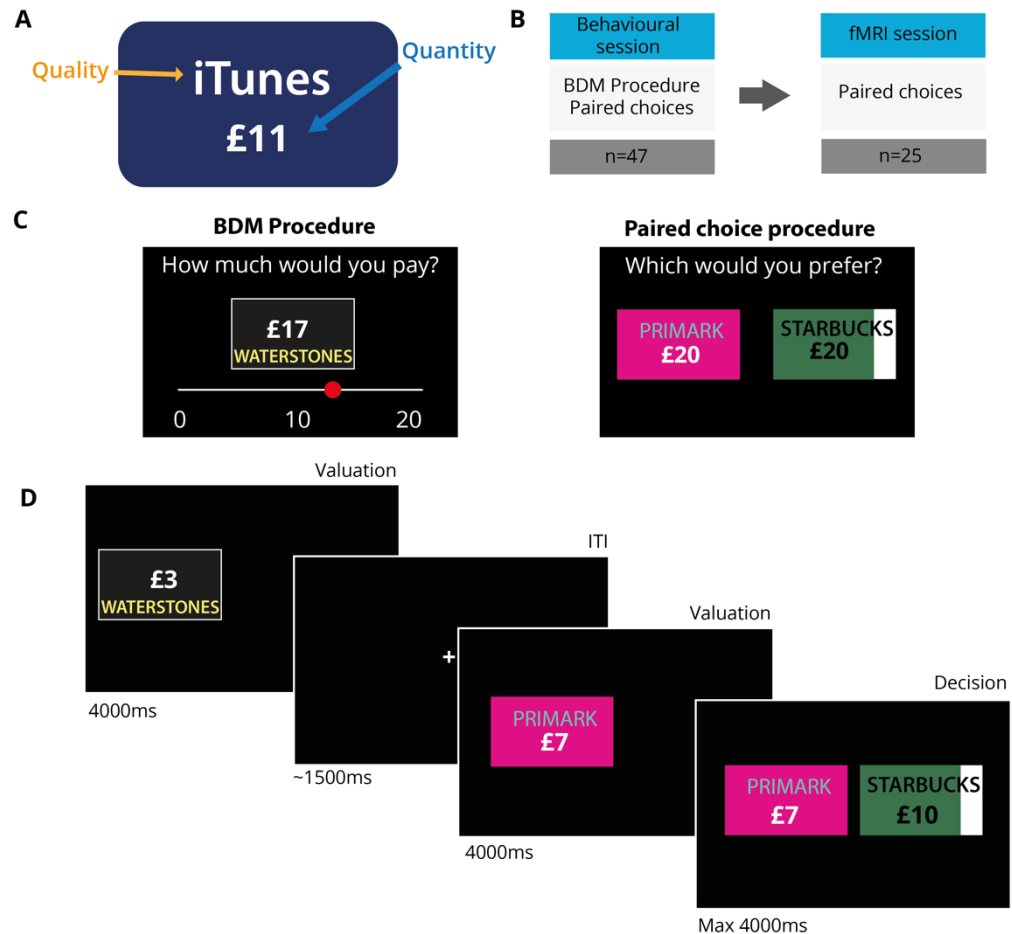 A
Quality
iTunes
£11
Quantity
B
Behavioural
session
BDM Procedure
Paired choices
n=47
fMRI session
Paired choices
n=25
C
BDM Procedure
How much would you pay?
£17
WATERSTONES
0 10 20
Paired choice procedure
Which would you prefer?
PRIMARK
£20
STARBUCKS
£20
D
Valuation
£3
WATERSTONES
4000ms
ITI
+
~1500ms
Valuation
PRIMARK
£7
4000ms
Decision
PRIMARK
£7
STARBUCKS
£10
Max 4000ms